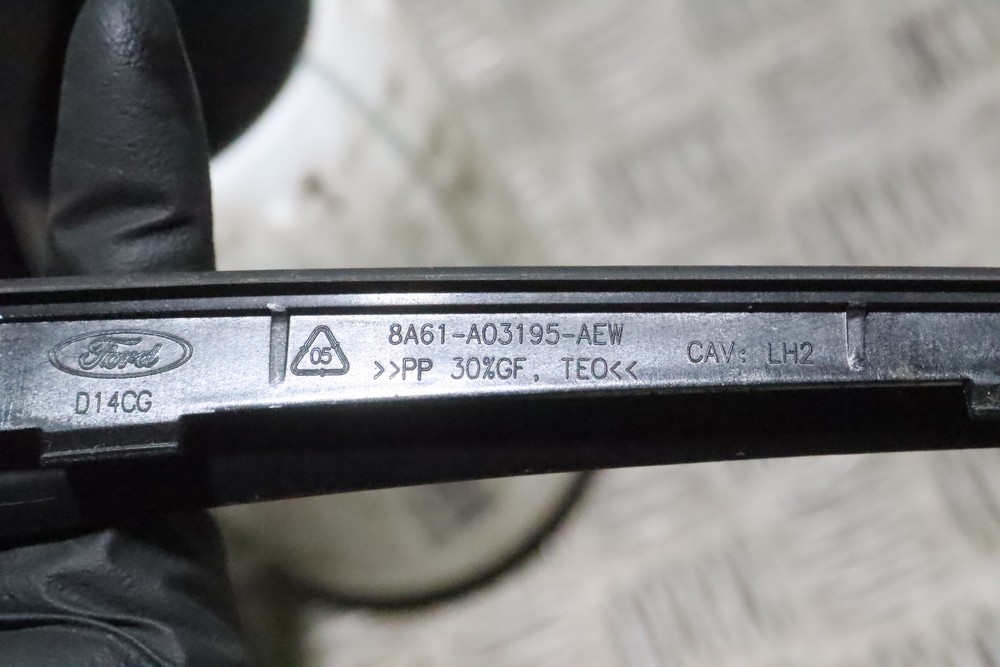 Ford
D14CG
05
8A61-A03195-AEW
>>PP 30%GF, TEO<<
CAV: LH2